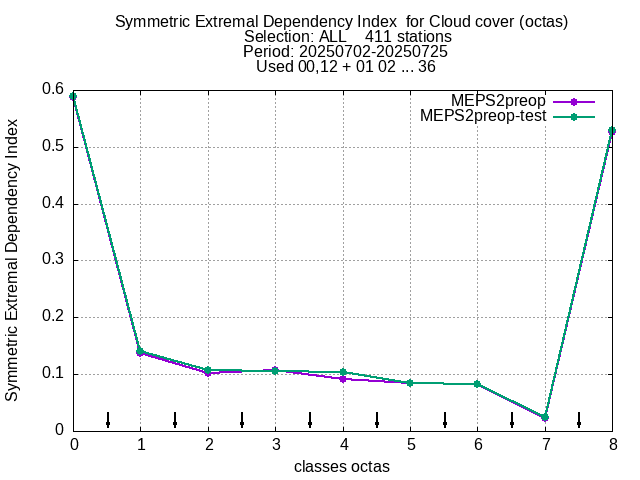 Symmetric Extremal Dependency Index  for Cloud cover (octas)
Selection: ALL    411 stations
Period: 20250702-20250725
Used 00,12 + 01 02 ... 36
MEPS2preop
MEPS2preop-test
Symmetric Extremal Dependency Index
0.6
0.5
0.4
0.3
0.2
0.1
0
0 1 2 3 4 5 6 7 8
classes octas